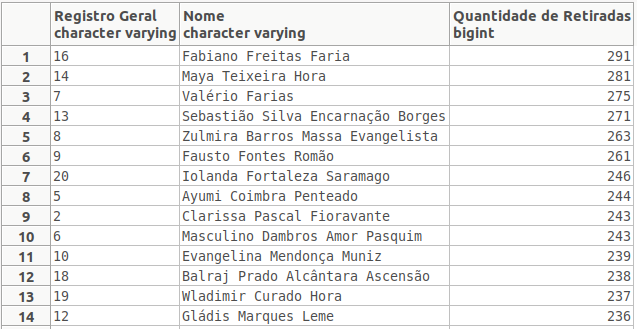 Registro Geral Nome Quantidade de Retiradas
character varying character varying bigint
1 16 Fabiano Freitas Faria 291
2 14 Maya Teixeira Hora 281
3 7 Valério Farias 275
4 13 Sebastião Silva Encarnação Borges 271
5 8 Zulmira Barros Massa Evangelista 263
6 9 Fausto Fontes Romão 261
7 20 Iolanda Fortaleza Saramago 246
8 5 Ayumi Coimbra Penteado 244
9 2 Clarissa Pascal Fioravante 243
10 6 Masculino Dambros Amor Pasquim 243
11 10 Evangelina Mendonça Muniz 239
12 18 Balraj Prado Alcântara Ascensão 238
13 19 Wladimir Curado Hora 237
14 12 Gládis Marques Leme 236